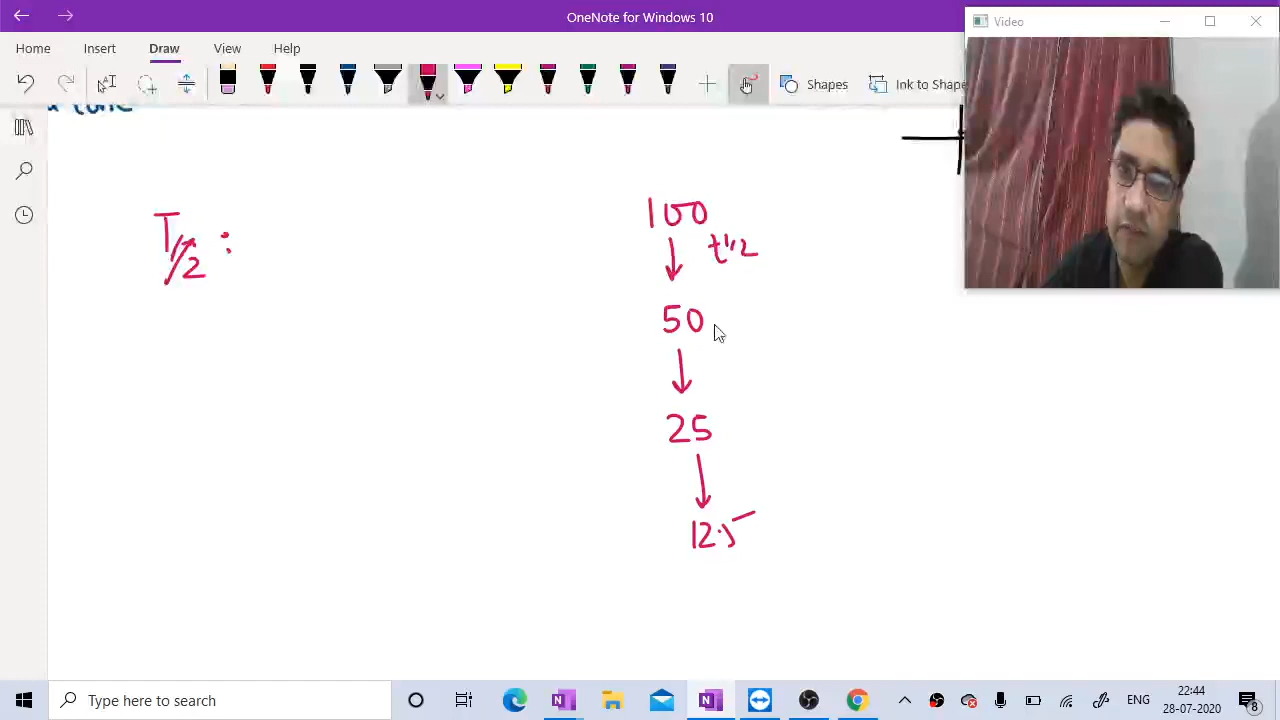 OneNote for Windows 10
Video
Home Insert Draw View Help
Shapes
Ink to Shape
T1/2 :
100
t1/2
50
25
12.5
Type here to search
ENG
22:44
28-07-2020
8